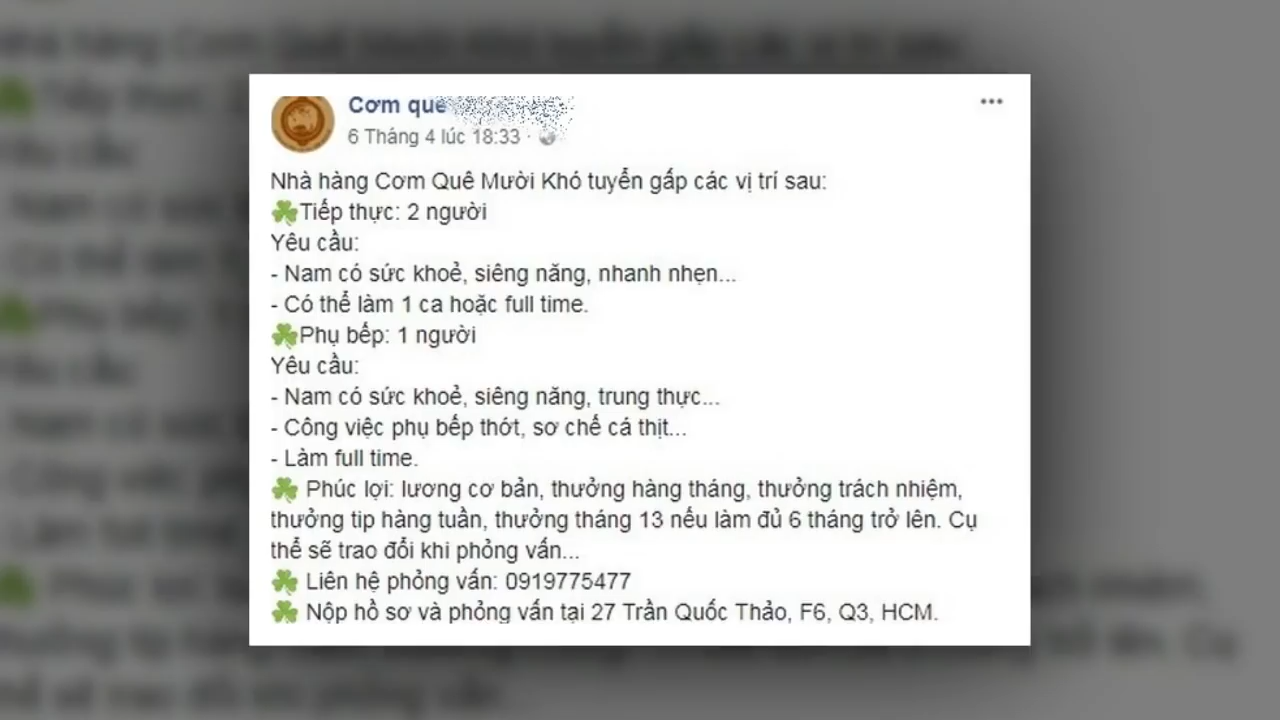 Cơm quê
6 Tháng 4 lúc 18:33 ·
Nhà hàng Cơm Quê Mười Khó tuyển gấp các vị trí sau:
☘Tiếp thực: 2 người
Yêu cầu:
- Nam có sức khoẻ, siêng năng, nhanh nhẹn...
- Có thể làm 1 ca hoặc full time.
☘Phụ bếp: 1 người
Yêu cầu:
- Nam có sức khoẻ, siêng năng, trung thực...
- Công việc phụ bếp thớt, sơ chế cá thịt...
- Làm full time.
☘ Phúc lợi: lương cơ bản, thưởng hàng tháng, thưởng trách nhiệm,
thưởng tip hàng tuần, thưởng tháng 13 nếu làm đủ 6 tháng trở lên. Cụ
thể sẽ trao đổi khi phỏng vấn...
☘ Liên hệ phỏng vấn: 0919775477
☘ Nộp hồ sơ và phỏng vấn tại 27 Trần Quốc Thảo, F6, Q3, HCM.